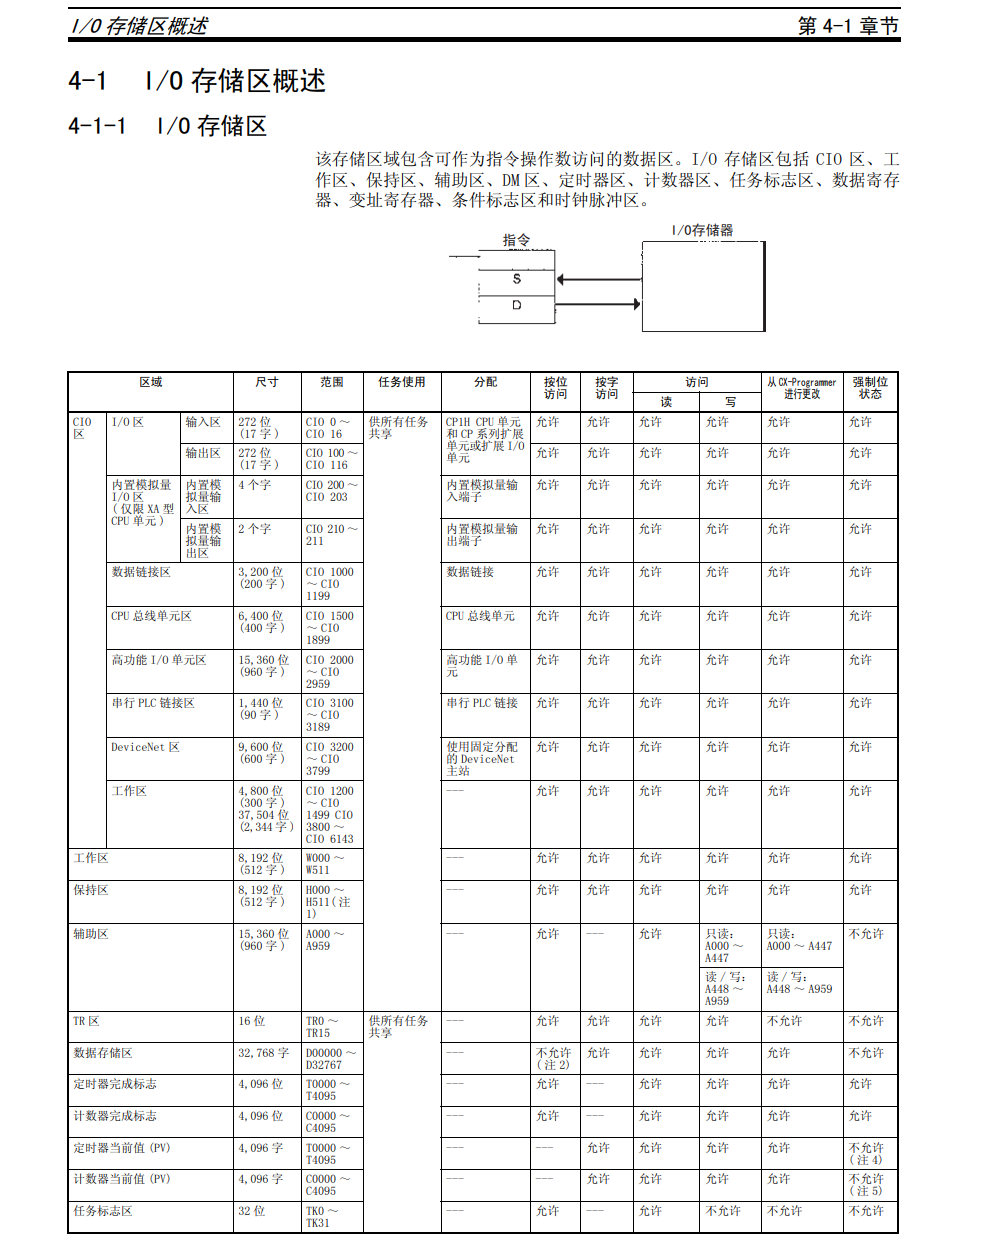 I/O 存储区概述 第 4-1 章节
4-1 I/O 存储区概述
4-1-1 I/O 存储区
该存储区域包含可作为指令操作数访问的数据区。I/O 存储区包括 CIO 区、工
作区、保持区、辅助区、DM 区、定时器区、计数器区、任务标志区、数据寄存
器、变址寄存器、条件标志区和时钟脉冲区。
指令
I/O存储器
S
D
区域 尺寸 范围 任务使用 分配 按位访问 按字访问 访问 从 CX-Programmer 进行更改 强制位状态
读 写
CIO 区 I/O 区 输入区 272 位 (17 字) CIO 0～ CIO 16 供所有任务共享 CP1H CPU 单元和 CP 系列扩展单元或扩展 I/O 单元 允许 允许 允许 允许 允许 允许
输出区 272 位 (17 字) CIO 100～ CIO 116 允许 允许 允许 允许 允许 允许
内置模拟量 I/O 区 (仅限 XA 型 CPU 单元) 内置模拟量输入区 4 个字 CIO 200～ CIO 203 内置模拟量输入端子 允许 允许 允许 允许 允许 允许
内置模拟量输出区 2 个字 CIO 210～ 211 内置模拟量输出端子 允许 允许 允许 允许 允许 允许
数据链接区 3,200 位 (200 字) CIO 1000 ～ CIO 1199 数据链接 允许 允许 允许 允许 允许 允许
CPU 总线单元区 6,400 位 (400 字) CIO 1500 ～ CIO 1899 CPU 总线单元 允许 允许 允许 允许 允许 允许
高功能 I/O 单元区 15,360 位 (960 字) CIO 2000 ～ CIO 2959 高功能 I/O 单元 允许 允许 允许 允许 允许 允许
串行 PLC 链接区 1,440 位 (90 字) CIO 3100 ～ CIO 3189 串行 PLC 链接 允许 允许 允许 允许 允许 允许
DeviceNet 区 9,600 位 (600 字) CIO 3200 ～ CIO 3799 使用固定分配的 DeviceNet 主站 允许 允许 允许 允许 允许 允许
工作区 4,800 位 (300 字) 37,504 位 (2,344 字) CIO 1200 ～ CIO 1499 CIO 3800 ～ CIO 6143 --- 允许 允许 允许 允许 允许 允许
工作区 8,192 位 (512 字) W000 ～ W511 --- 允许 允许 允许 允许 允许 允许
保持区 8,192 位 (512 字) H000 ～ H511(注 1) --- 允许 允许 允许 允许 允许 允许
辅助区 15,360 位 (960 字) A000 ～ A959 --- 允许 --- 允许 只读： A000 ～ A447 只读： A000 ～ A447 不允许
读 / 写： A448 ～ A959 读 / 写： A448 ～ A959
TR 区 16 位 TR0 ～ TR15 供所有任务共享 --- 允许 允许 允许 允许 不允许 不允许
数据存储区 32,768 字 D00000 ～ D32767 --- 不允许 (注 2) 允许 允许 允许 允许 不允许
定时器完成标志 4,096 位 T0000 ～ T4095 --- 允许 --- 允许 允许 允许 允许
计数器完成标志 4,096 位 C0000 ～ C4095 --- 允许 --- 允许 允许 允许 允许
定时器当前值 (PV) 4,096 字 T0000 ～ T4095 --- --- 允许 允许 允许 允许 不允许 (注 4)
计数器当前值 (PV) 4,096 字 C0000 ～ C4095 --- --- 允许 允许 允许 允许 不允许 (注 5)
任务标志区 32 位 TK0 ～ TK31 --- 允许 --- 允许 不允许 不允许 不允许